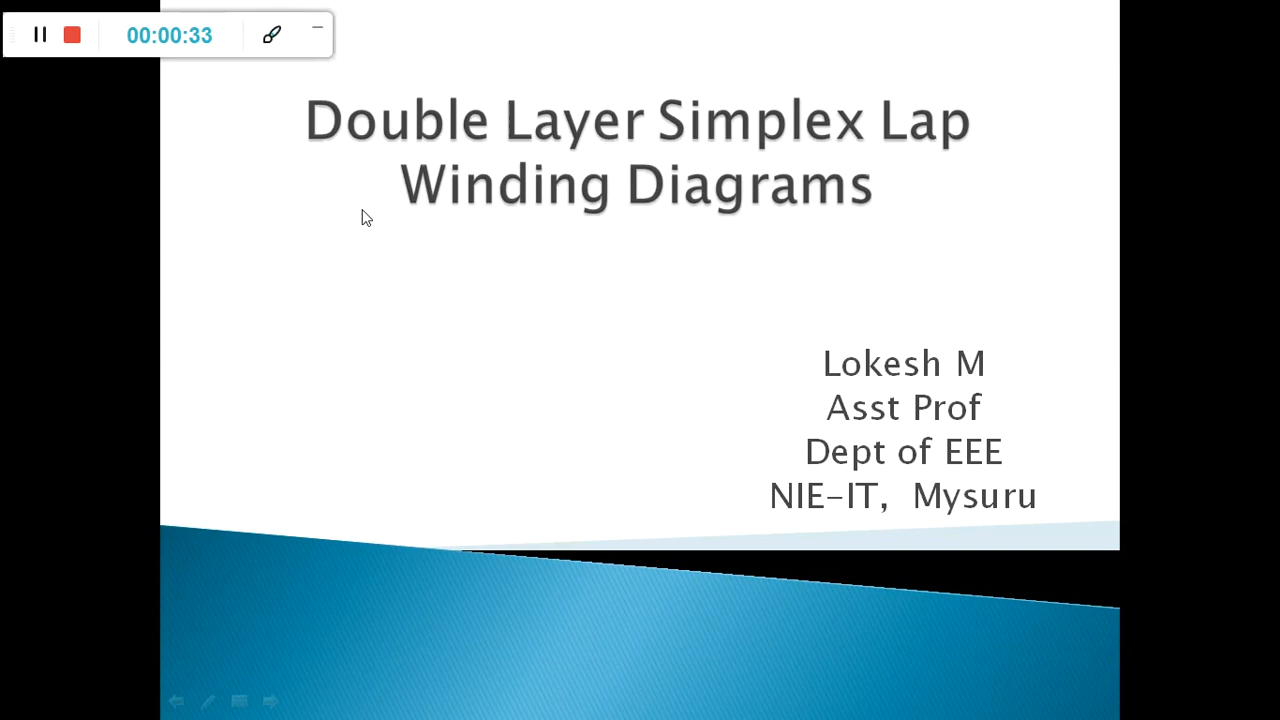 00:00:33
Double Layer Simplex Lap
Winding Diagrams
Lokesh M
Asst Prof
Dept of EEE
NIE-IT, Mysuru